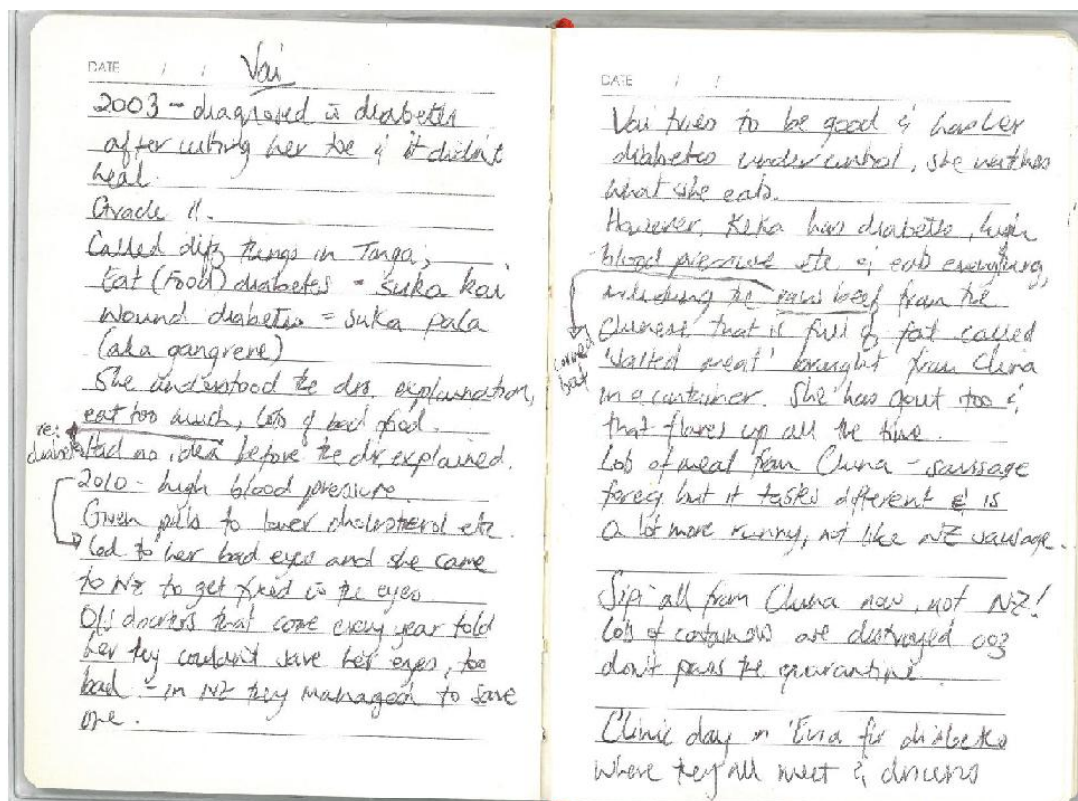 DATE / /
Vai
2003 - diagnosed c̄ diabetes
after cutting her toe & it didn't
heal.
Grade 11.
Called diff things in Tonga;
Eat (Food) diabetes - suka kai
Wound diabetes = suka pala
(aka gangrene)
She understood the drs. explaination,
eat too much, lots of bad food.
re: diabetes
Had no idea before the dr. explained.
2010 - high blood pressure.
Given pills to lower cholesterol etc
Led to her bad eyes and she came
to NZ to get fixed c̄ the eyes.
O/S doctors that come every year told
her they couldn't save her eyes, too
bad - in NZ they managed to save
one.
DATE / /
Vai tries to be good & has her
diabetes under control, she watches
what she eats.
However, Keka has diabetes, high
blood pressure etc & eats everything,
including the raw beef from the
corned beef
Chinese that is full of fat called
'salted meat' brought from China
in a container. She has gout too &
that flares up all the time.
Lots of meat from China - saussage
foreg but it tastes different & is
a lot more runny, not like NZ sausage.
Sipi all from China now, not NZ!
Lots of containers are destroyed coz
don't pass the quarantine.
Clinic day in 'Eua for diabetes
where they all meet & discuss